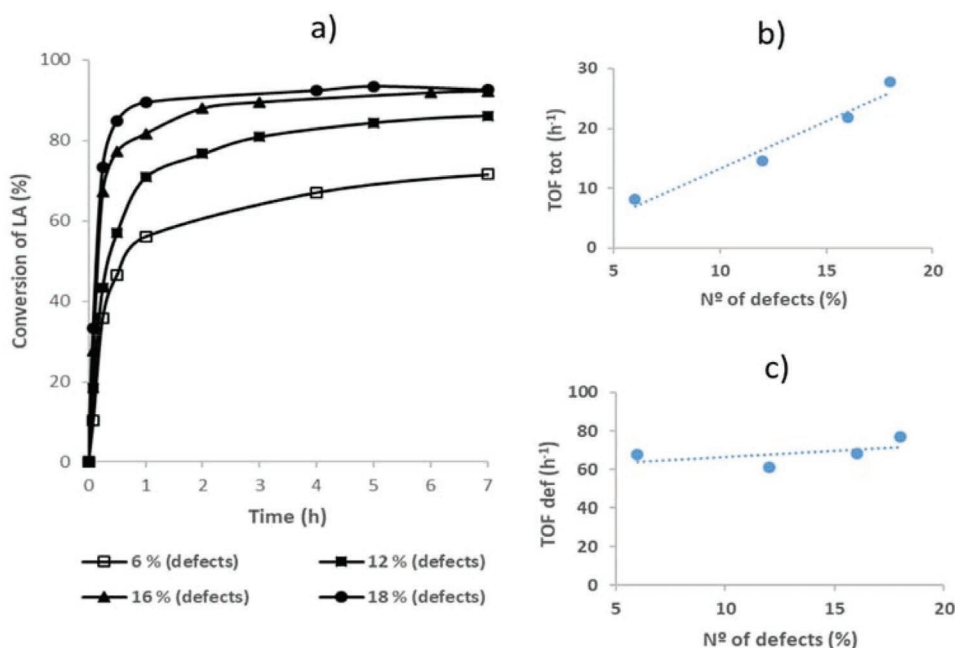 a)
100
80
60
40
20
0
Conversion of LA (%)
0 1 2 3 4 5 6 7
Time (h)
6 % (defects) 12 % (defects)
16 % (defects) 18 % (defects)
b)
30
20
10
0
TOF tot (h-1)
5 10 15 20
Nº of defects (%)
c)
100
80
60
40
20
0
TOF def (h-1)
5 10 15 20
Nº of defects (%)